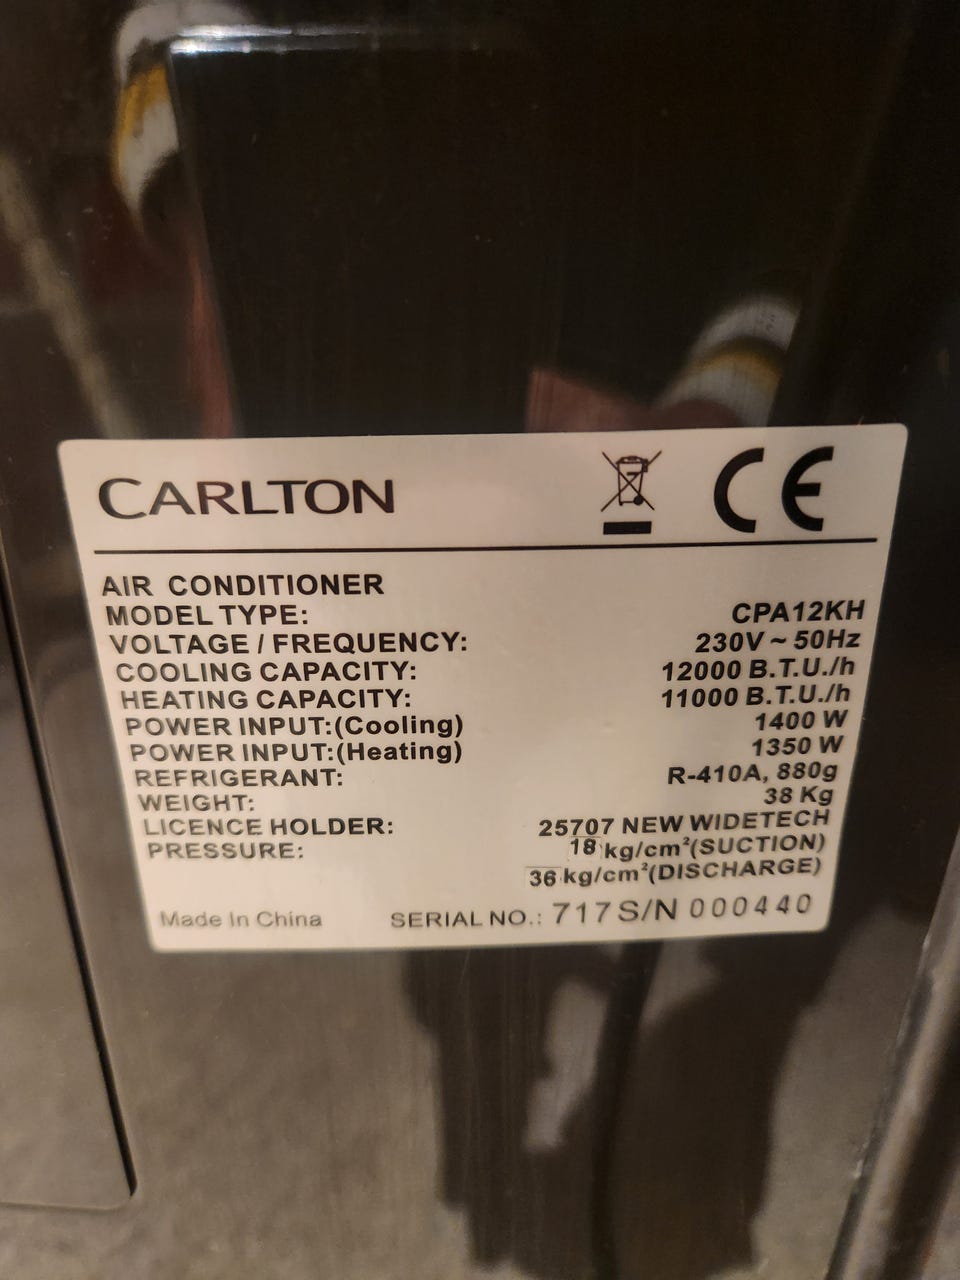 CARLTON
CE
AIR CONDITIONER
MODEL TYPE: CPA12KH
VOLTAGE / FREQUENCY: 230V ~ 50Hz
COOLING CAPACITY: 12000 B.T.U./h
HEATING CAPACITY: 11000 B.T.U./h
POWER INPUT:(Cooling) 1400 W
POWER INPUT:(Heating) 1350 W
REFRIGERANT: R-410A, 880g
WEIGHT: 38 Kg
LICENCE HOLDER: 25707 NEW WIDETECH
PRESSURE: 18 kg/cm²(SUCTION)
36 kg/cm²(DISCHARGE)
Made In China SERIAL NO.: 717S/N 000440